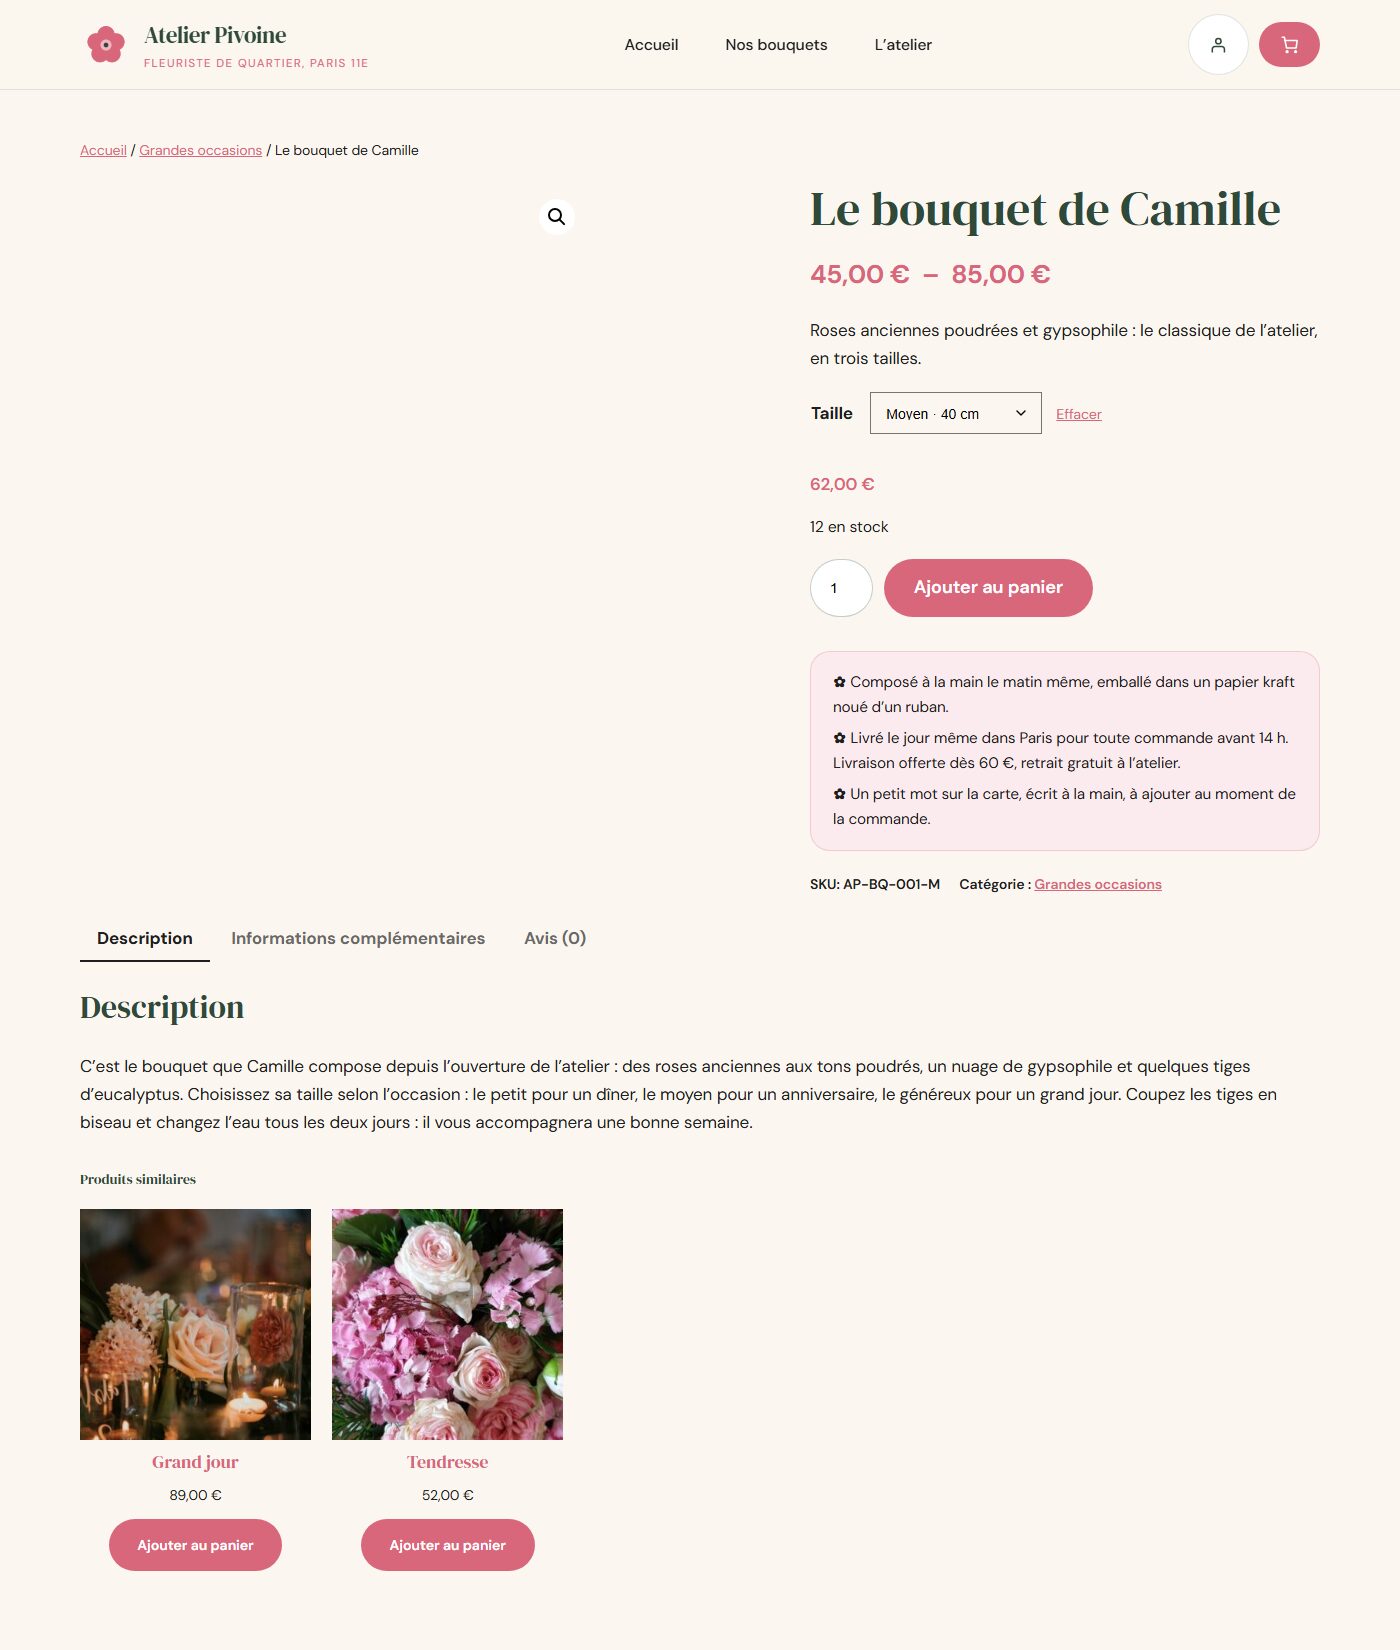 Atelier Pivoine
FLEURISTE DE QUARTIER, PARIS 11E
Accueil
Nos bouquets
L’atelier
Accueil / Grandes occasions / Le bouquet de Camille
Le bouquet de Camille
45,00 € – 85,00 €
Roses anciennes poudrées et gypsophile : le classique de l’atelier,
en trois tailles.
Taille
Moyen · 40 cm
Effacer
62,00 €
12 en stock
1
Ajouter au panier
✿ Composé à la main le matin même, emballé dans un papier kraft
noué d’un ruban.
✿ Livré le jour même dans Paris pour toute commande avant 14 h.
Livraison offerte dès 60 €, retrait gratuit à l’atelier.
✿ Un petit mot sur la carte, écrit à la main, à ajouter au moment de
la commande.
SKU: AP-BQ-001-M Catégorie : Grandes occasions
Description
Informations complémentaires
Avis (0)
Description
C’est le bouquet que Camille compose depuis l’ouverture de l’atelier : des roses anciennes aux tons poudrés, un nuage de gypsophile et quelques tiges
d’eucalyptus. Choisissez sa taille selon l’occasion : le petit pour un dîner, le moyen pour un anniversaire, le généreux pour un grand jour. Coupez les tiges en
biseau et changez l’eau tous les deux jours : il vous accompagnera une bonne semaine.
Produits similaires
Grand jour
89,00 €
Ajouter au panier
Tendresse
52,00 €
Ajouter au panier